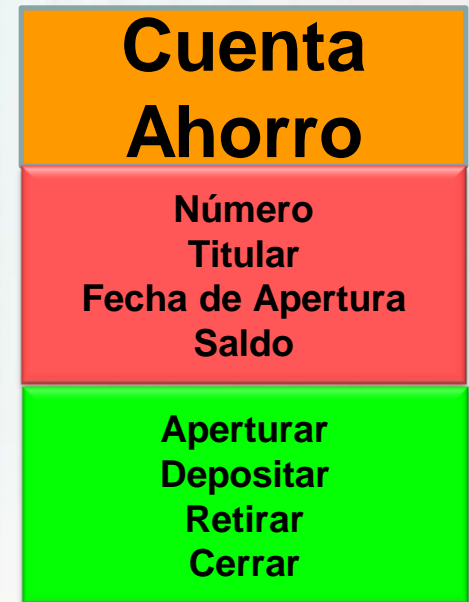 Cuenta
Ahorro
Número
Titular
Fecha de Apertura
Saldo
Aperturar
Depositar
Retirar
Cerrar